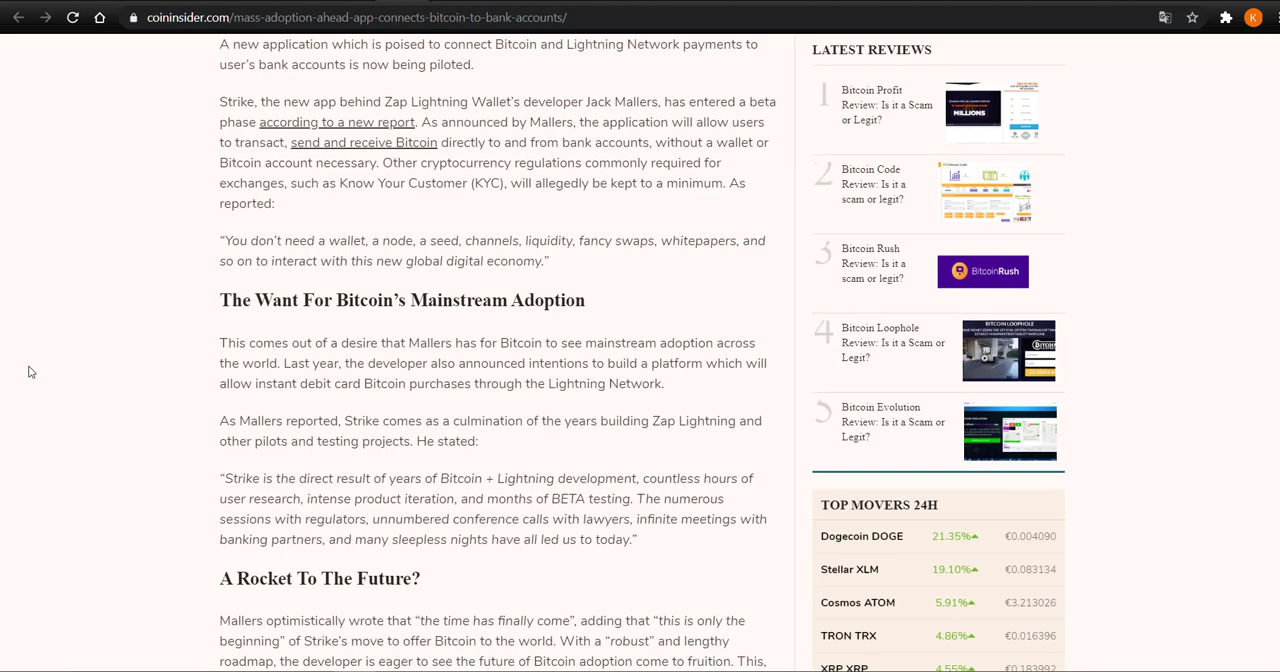 coininsider.com/mass-adoption-ahead-app-connects-bitcoin-to-bank-accounts/
K
A new application which is poised to connect Bitcoin and Lightning Network payments to
user's bank accounts is now being piloted.
Strike, the new app behind Zap Lightning Wallet's developer Jack Mallers, has entered a beta
phase according to a new report. As announced by Mallers, the application will allow users
to transact, send and receive Bitcoin directly to and from bank accounts, without a wallet or
Bitcoin account necessary. Other cryptocurrency regulations commonly required for
exchanges, such as Know Your Customer (KYC), will allegedly be kept to a minimum. As
reported:
“You don't need a wallet, a node, a seed, channels, liquidity, fancy swaps, whitepapers, and
so on to interact with this new global digital economy.”
The Want For Bitcoin's Mainstream Adoption
This comes out of a desire that Mallers has for Bitcoin to see mainstream adoption across
the world. Last year, the developer also announced intentions to build a platform which will
allow instant debit card Bitcoin purchases through the Lightning Network.
As Mallers reported, Strike comes as a culmination of the years building Zap Lightning and
other pilots and testing projects. He stated:
“Strike is the direct result of years of Bitcoin + Lightning development, countless hours of
user research, intense product iteration, and months of BETA testing. The numerous
sessions with regulators, unnumbered conference calls with lawyers, infinite meetings with
banking partners, and many sleepless nights have all led us to today.”
A Rocket To The Future?
Mallers optimistically wrote that “the time has finally come”, adding that “this is only the
beginning” of Strike's move to offer Bitcoin to the world. With a “robust” and lengthy
roadmap, the developer is eager to see the future of Bitcoin adoption come to fruition. This,
LATEST REVIEWS
1
Bitcoin Profit
Review: Is it a Scam
or Legit?
MILLIONS
2
Bitcoin Code
Review: Is it a
scam or legit?
3
Bitcoin Rush
Review: Is it a
scam or legit?
BitcoinRush
4
Bitcoin Loophole
Review: Is it a Scam or
Legit?
BITCOIN LOOPHOLE
5
Bitcoin Evolution
Review: Is it a Scam or
Legit?
TOP MOVERS 24H
Dogecoin DOGE 21.35% €0.004090
Stellar XLM 19.10% €0.083134
Cosmos ATOM 5.91% €3.213026
TRON TRX 4.86% €0.016396
XRP XRP 4.55% €0.183992